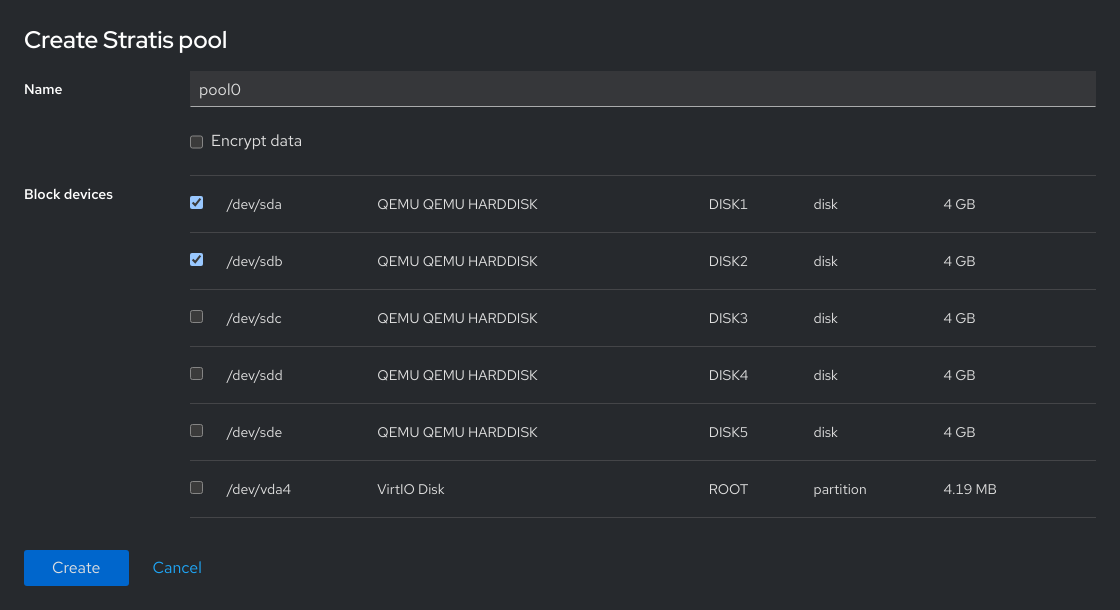 Create Stratis pool
Name
pool0
Encrypt data
Block devices
/dev/sda QEMU QEMU HARDDISK DISK1 disk 4 GB
/dev/sdb QEMU QEMU HARDDISK DISK2 disk 4 GB
/dev/sdc QEMU QEMU HARDDISK DISK3 disk 4 GB
/dev/sdd QEMU QEMU HARDDISK DISK4 disk 4 GB
/dev/sde QEMU QEMU HARDDISK DISK5 disk 4 GB
/dev/vda4 VirtIO Disk ROOT partition 4.19 MB
Create Cancel